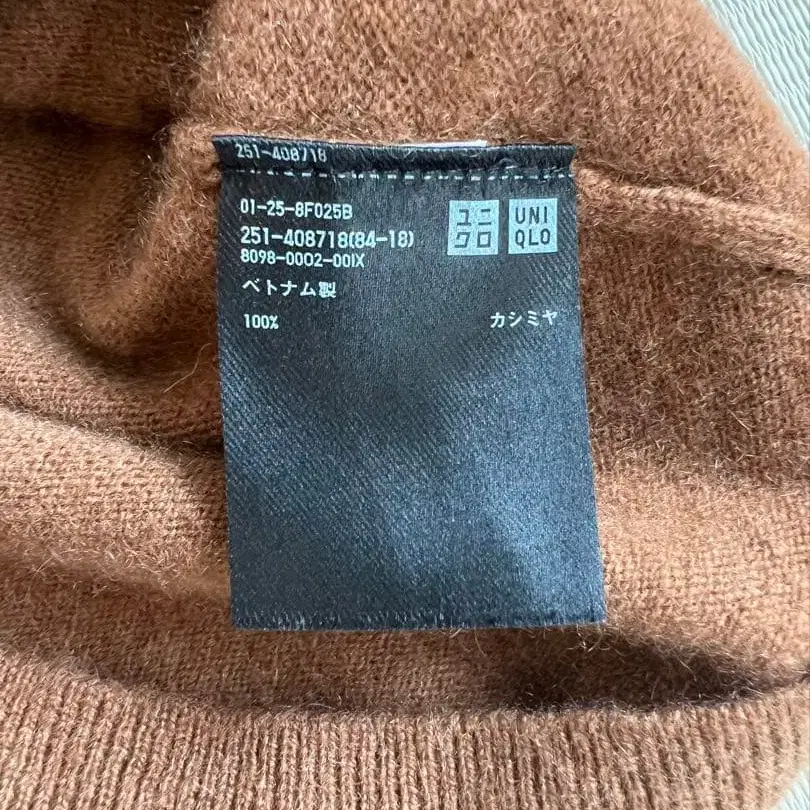 251-408718
01-25-8F025B
251-408718(84-18)
8098-0002-001X
ベトナム製
100% カシミヤ
ユニ
クロ
UNI
QLO